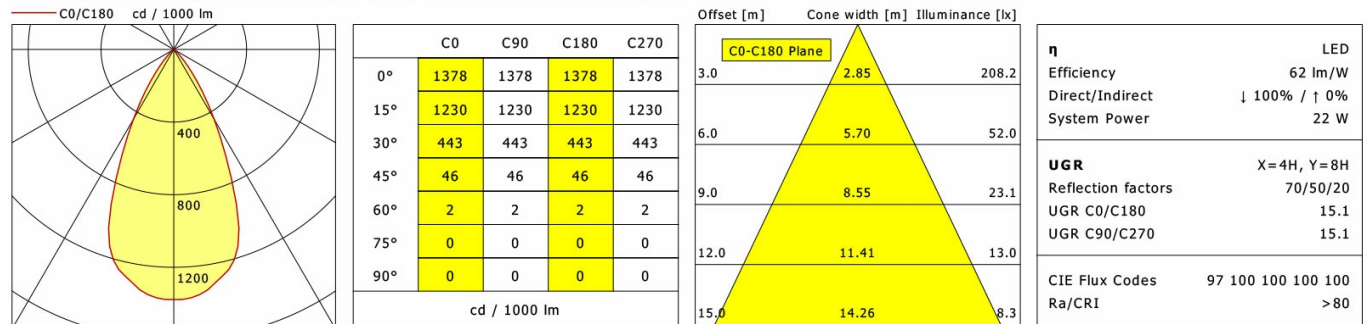 C0/C180 cd / 1000 lm
400
800
1200
C0 C90 C180 C270
0° 1378 1378 1378 1378
15° 1230 1230 1230 1230
30° 443 443 443 443
45° 46 46 46 46
60° 2 2 2 2
75° 0 0 0 0
90° 0 0 0 0
cd / 1000 lm
Offset [m] Cone width [m] Illuminance [lx]
C0-C180 Plane
3.0 2.85 208.2
6.0 5.70 52.0
9.0 8.55 23.1
12.0 11.41 13.0
15.0 14.26 8.3
η LED
Efficiency 62 lm/W
Direct/Indirect ↓ 100% / ↑ 0%
System Power 22 W
UGR X=4H, Y=8H
Reflection factors 70/50/20
UGR C0/C180 15.1
UGR C90/C270 15.1
CIE Flux Codes 97 100 100 100 100
Ra/CRI >80